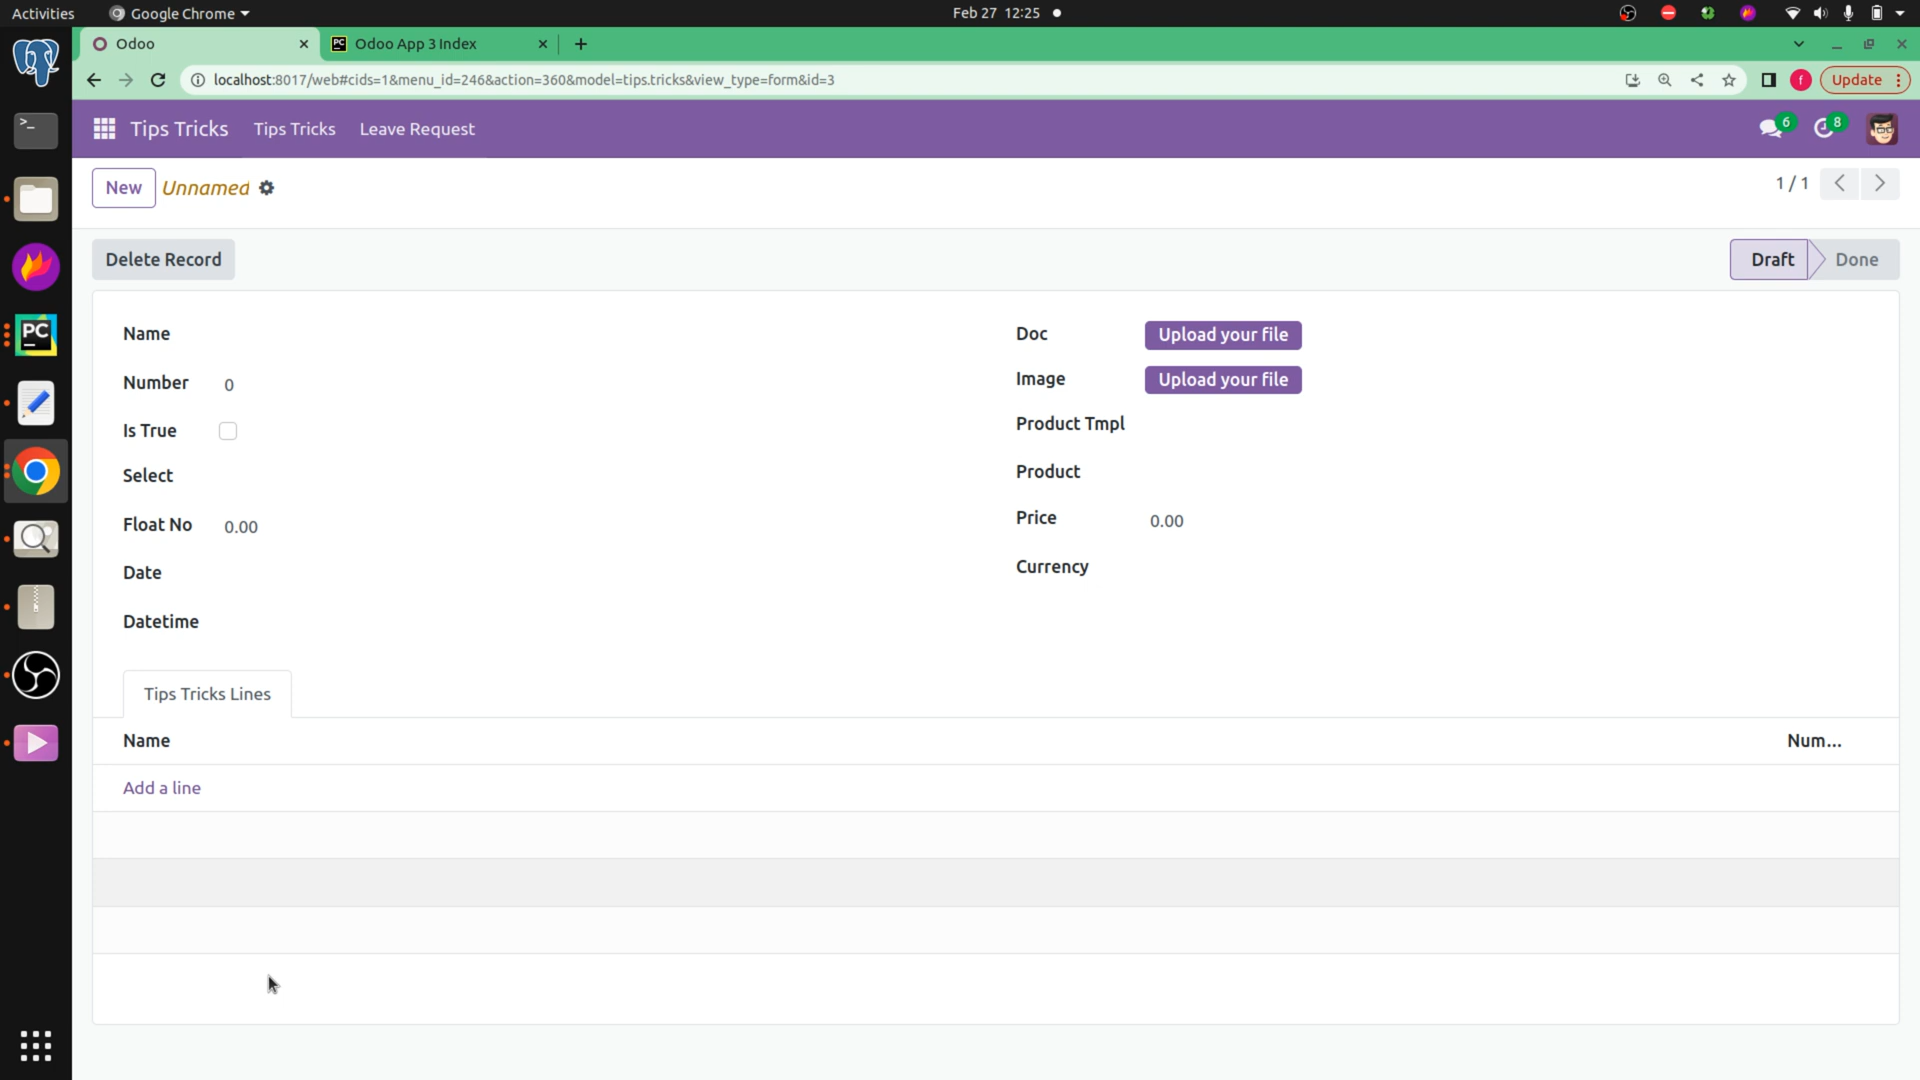 Activities Google Chrome Feb 27 12:25
Odoo Odoo App 3 Index
localhost:8017/web#cids=1&menu_id=246&action=360&model=tips.tricks&view_type=form&id=3 f Update
Tips Tricks Tips Tricks Leave Request 6 8
New Unnamed 1 / 1
Delete Record Draft Done
Name
Number 0
Is True
Select
Float No 0.00
Date
Datetime
Doc Upload your file
Image Upload your file
Product Tmpl
Product
Price 0.00
Currency
Tips Tricks Lines
Name Num...
Add a line
PC